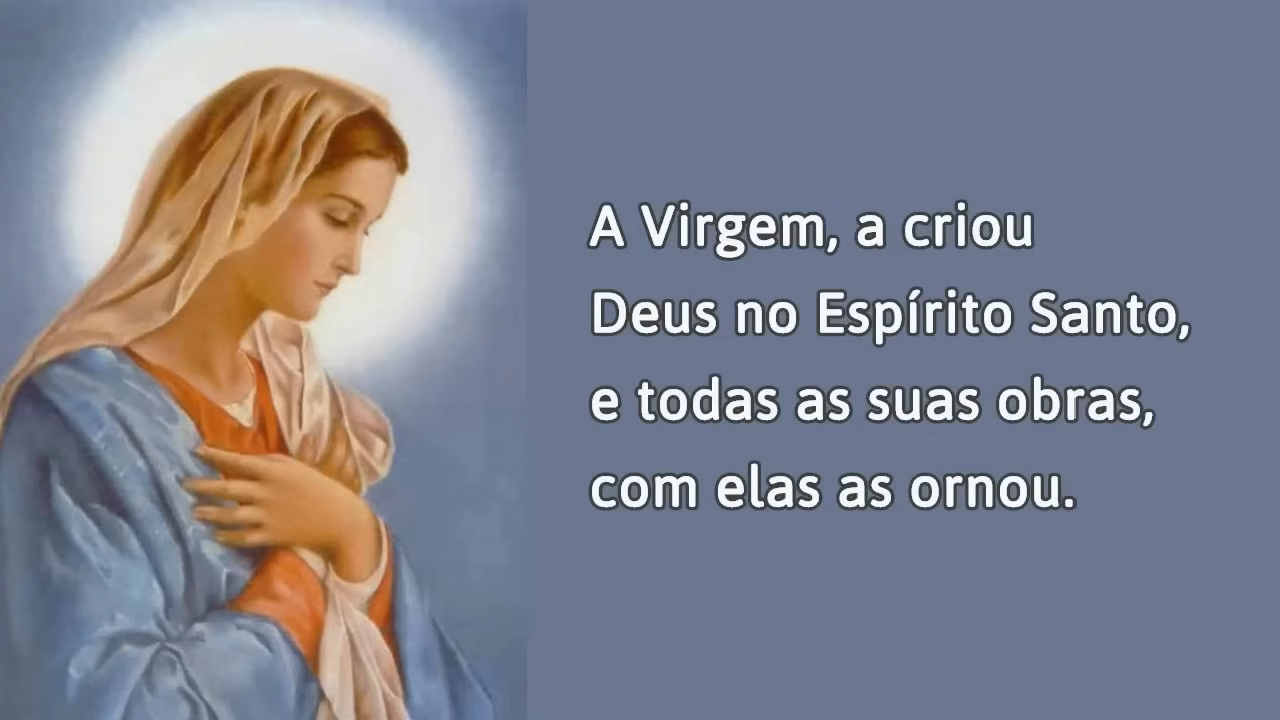 A Virgem, a criou
Deus no Espírito Santo,
e todas as suas obras,
com elas as ornou.